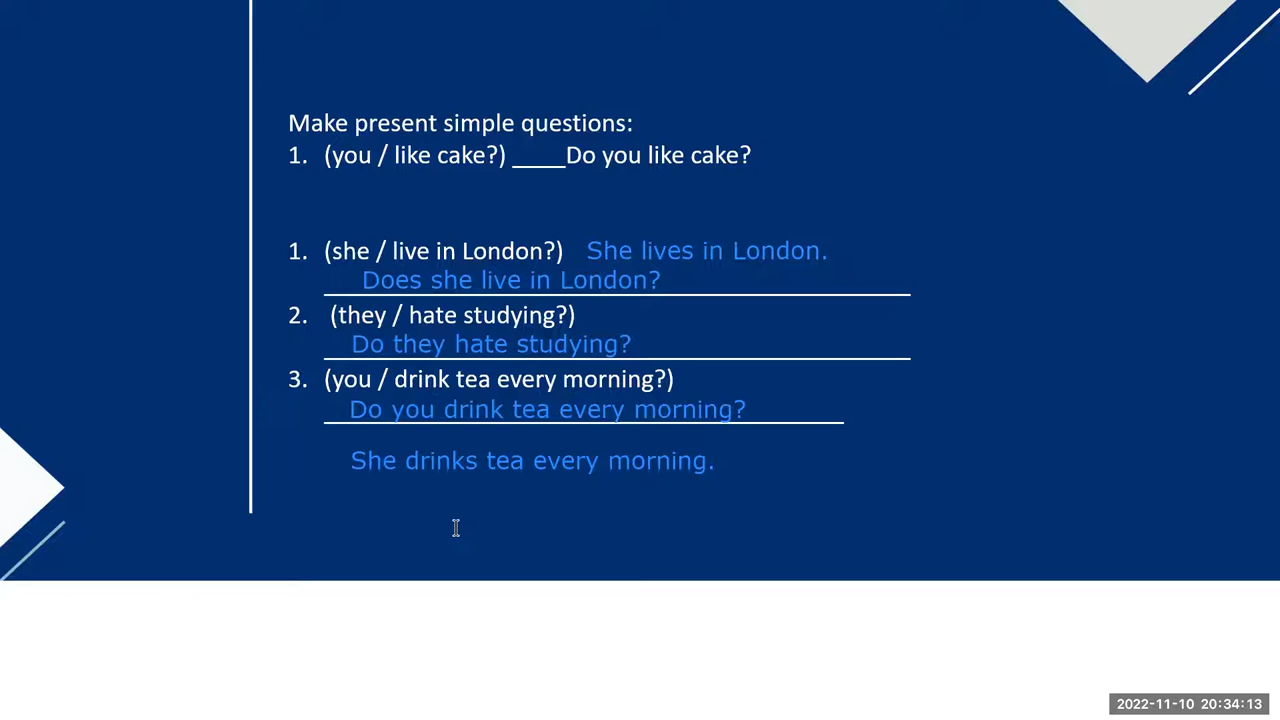 Make present simple questions:
1. (you / like cake?) ____Do you like cake?
1. (she / live in London?) She lives in London.
Does she live in London?
2. (they / hate studying?)
Do they hate studying?
3. (you / drink tea every morning?)
Do you drink tea every morning?
She drinks tea every morning.
2022-11-10 20:34:13